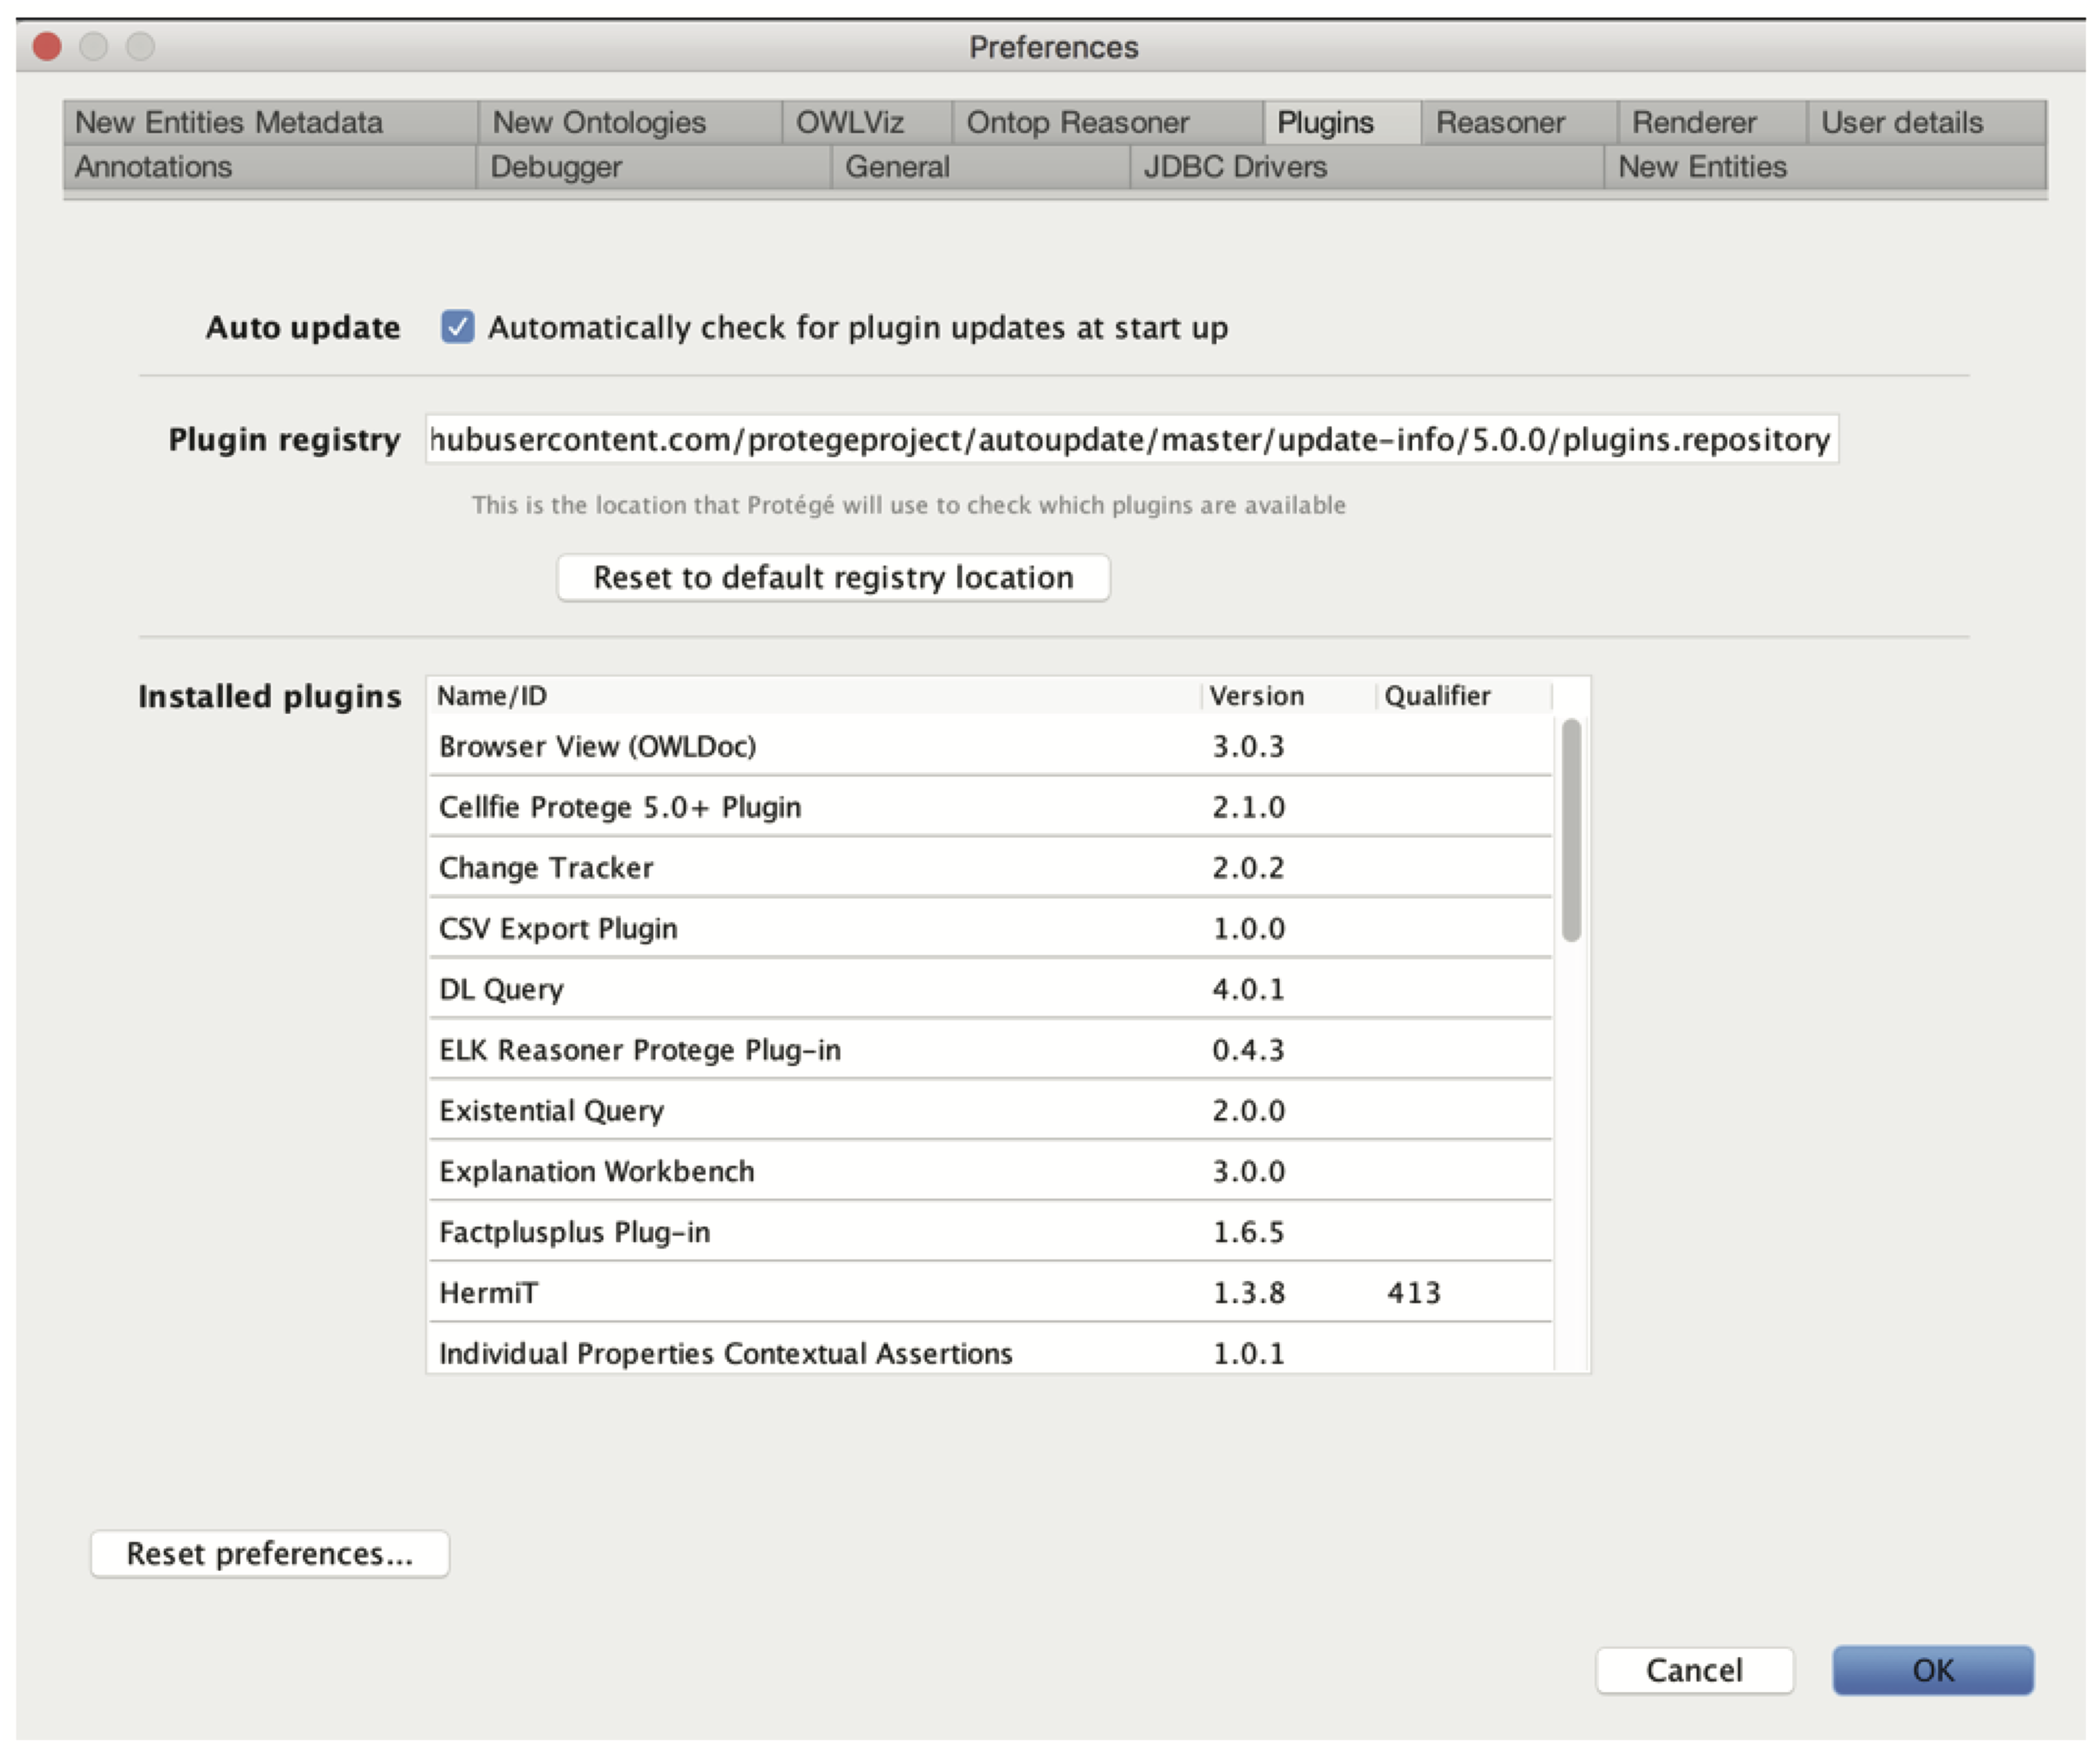 Preferences
New Entities Metadata New Ontologies OWLViz Ontop Reasoner Plugins Reasoner Renderer User details
Annotations Debugger General JDBC Drivers New Entities
Auto update Automatically check for plugin updates at start up
Plugin registry hubusercontent.com/protegeproject/autoupdate/master/update-info/5.0.0/plugins.repository
This is the location that Protégé will use to check which plugins are available
Reset to default registry location
Installed plugins Name/ID Version Qualifier
Browser View (OWLDoc) 3.0.3
Cellfie Protege 5.0+ Plugin 2.1.0
Change Tracker 2.0.2
CSV Export Plugin 1.0.0
DL Query 4.0.1
ELK Reasoner Protege Plug-in 0.4.3
Existential Query 2.0.0
Explanation Workbench 3.0.0
Factplusplus Plug-in 1.6.5
HermiT 1.3.8 413
Individual Properties Contextual Assertions 1.0.1
Reset preferences...
Cancel OK